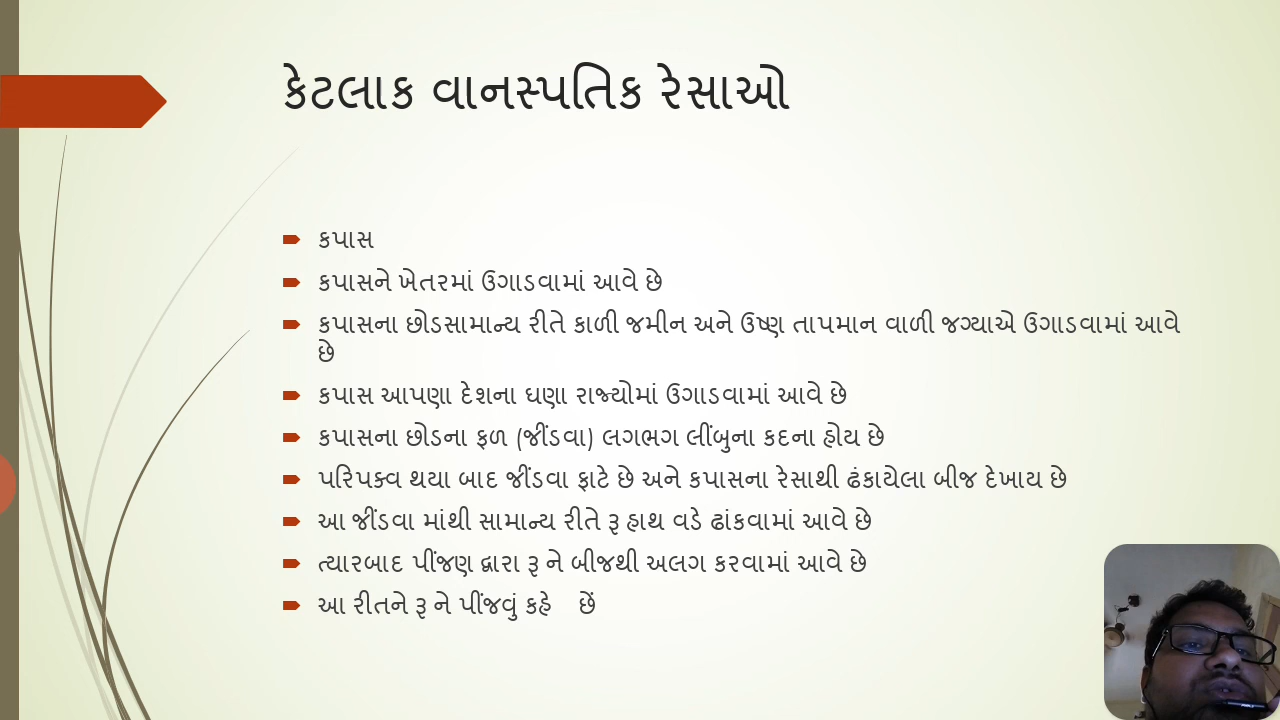 કેટલાક વાનસ્પતિક રેસાઓ
કપાસ
કપાસને ખેતરમાં ઉગાડવામાં આવે છે
કપાસના છોડસામાન્ય રીતે કાળી જમીન અને ઉષ્ણ તાપમાન વાળી જગ્યાએ ઉગાડવામાં આવે
છે
કપાસ આપણા દેશના ઘણા રાજ્યોમાં ઉગાડવામાં આવે છે
કપાસના છોડના ફળ (જીંડવા) લગભગ લીંબુના કદના હોય છે
પરિપક્વ થયા બાદ જીંડવા ફાટે છે અને કપાસના રેસાથી ઢંકાયેલા બીજ દેખાય છે
આ જીંડવા માંથી સામાન્ય રીતે રૂ હાથ વડે ઢાંકવામાં આવે છે
ત્યારબાદ પીંજણ દ્વારા રૂ ને બીજથી અલગ કરવામાં આવે છે
આ રીતને રૂ ને પીંજવું કહે છેં